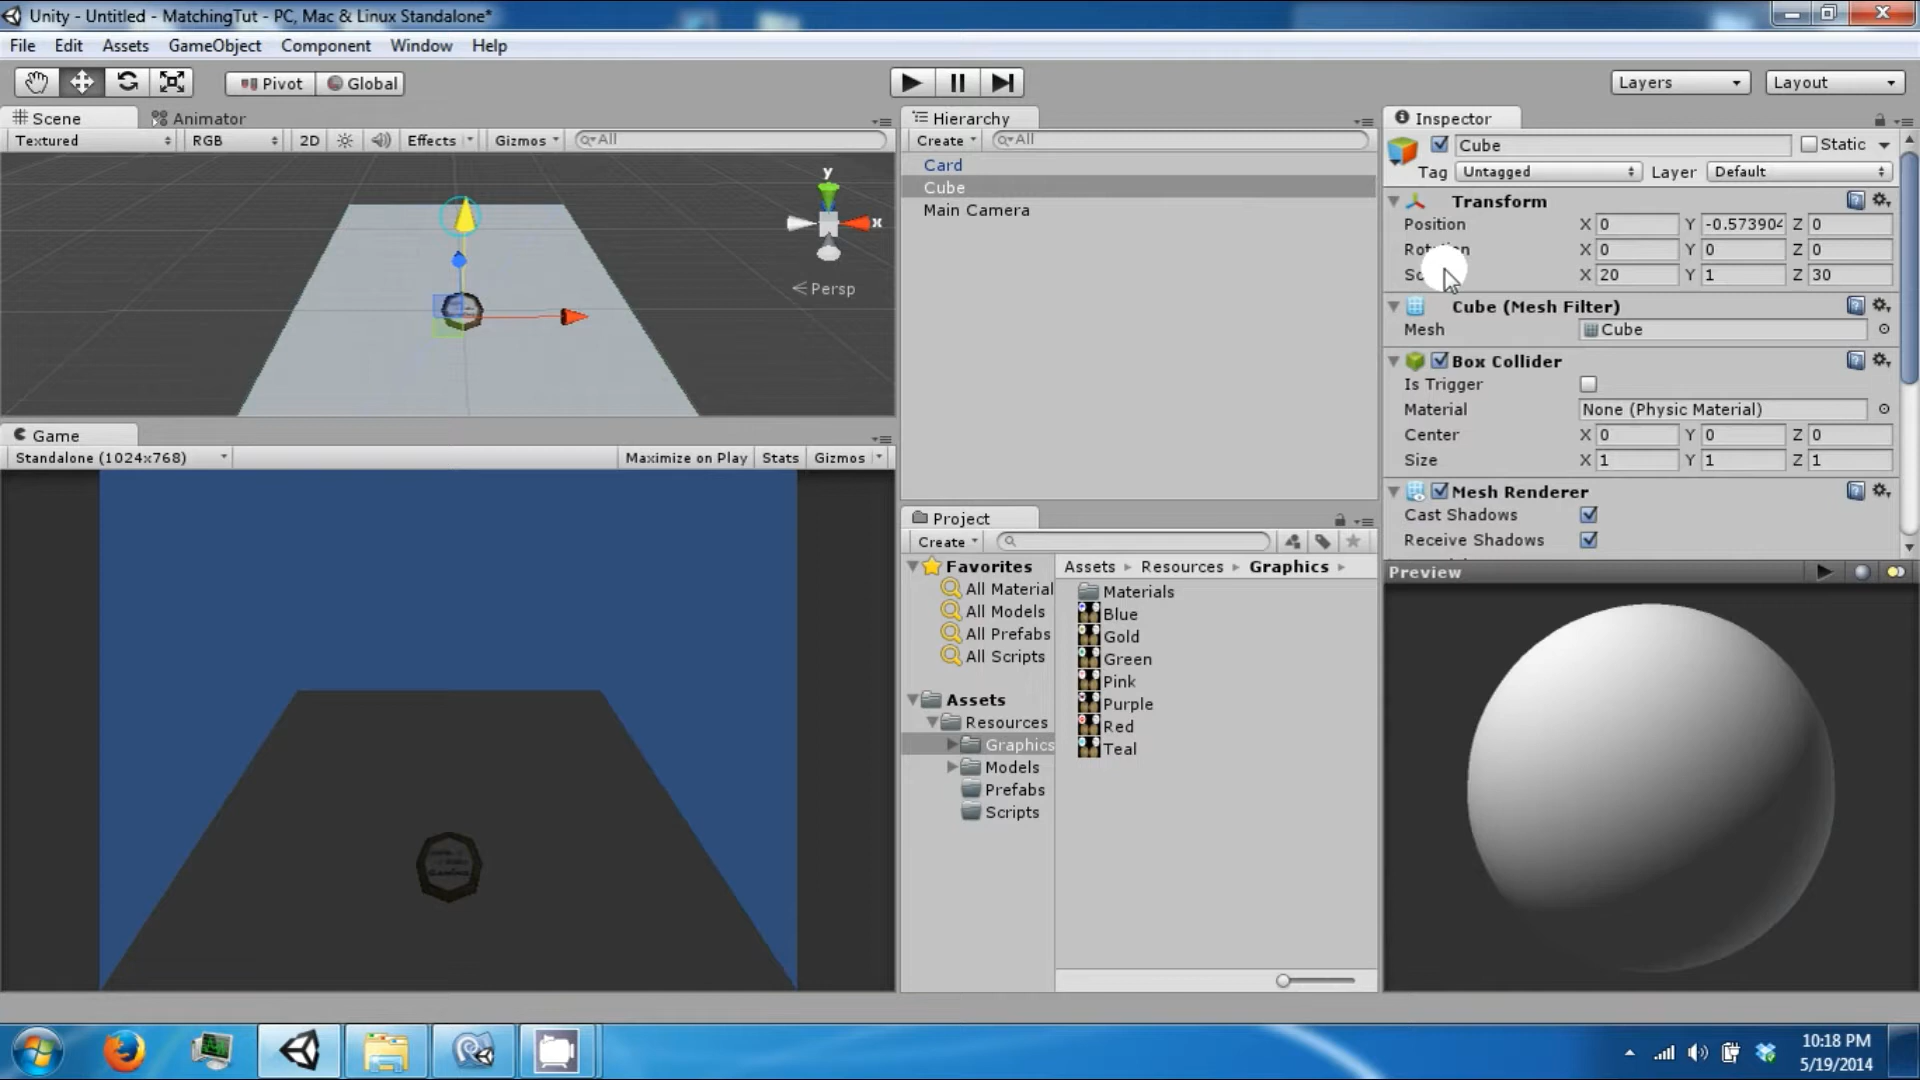 Unity - Untitled - MatchingTut - PC, Mac & Linux Standalone*
File Edit Assets GameObject Component Window Help
Pivot Global Layers Layout
Scene Animator
Textured RGB 2D Effects Gizmos All
y
x
Persp
Game
Standalone (1024x768) Maximize on Play Stats Gizmos
Gaming
Hierarchy
Create All
Card
Cube
Main Camera
Project
Create
Favorites
All Material
All Models
All Prefabs
All Scripts
Assets
Resources
Graphics
Models
Prefabs
Scripts
Assets Resources Graphics
Materials
Blue
Gold
Green
Pink
Purple
Red
Teal
Inspector
Cube Static
Tag Untagged Layer Default
Transform
Position X 0 Y -0.573904 Z 0
X 0 Y 0 Z 0
X 20 Y 1 Z 30
Cube (Mesh Filter)
Mesh Cube
Box Collider
Is Trigger
Material None (Physic Material)
Center X 0 Y 0 Z 0
Size X 1 Y 1 Z 1
Mesh Renderer
Cast Shadows
Receive Shadows
Preview
10:18 PM
5/19/2014